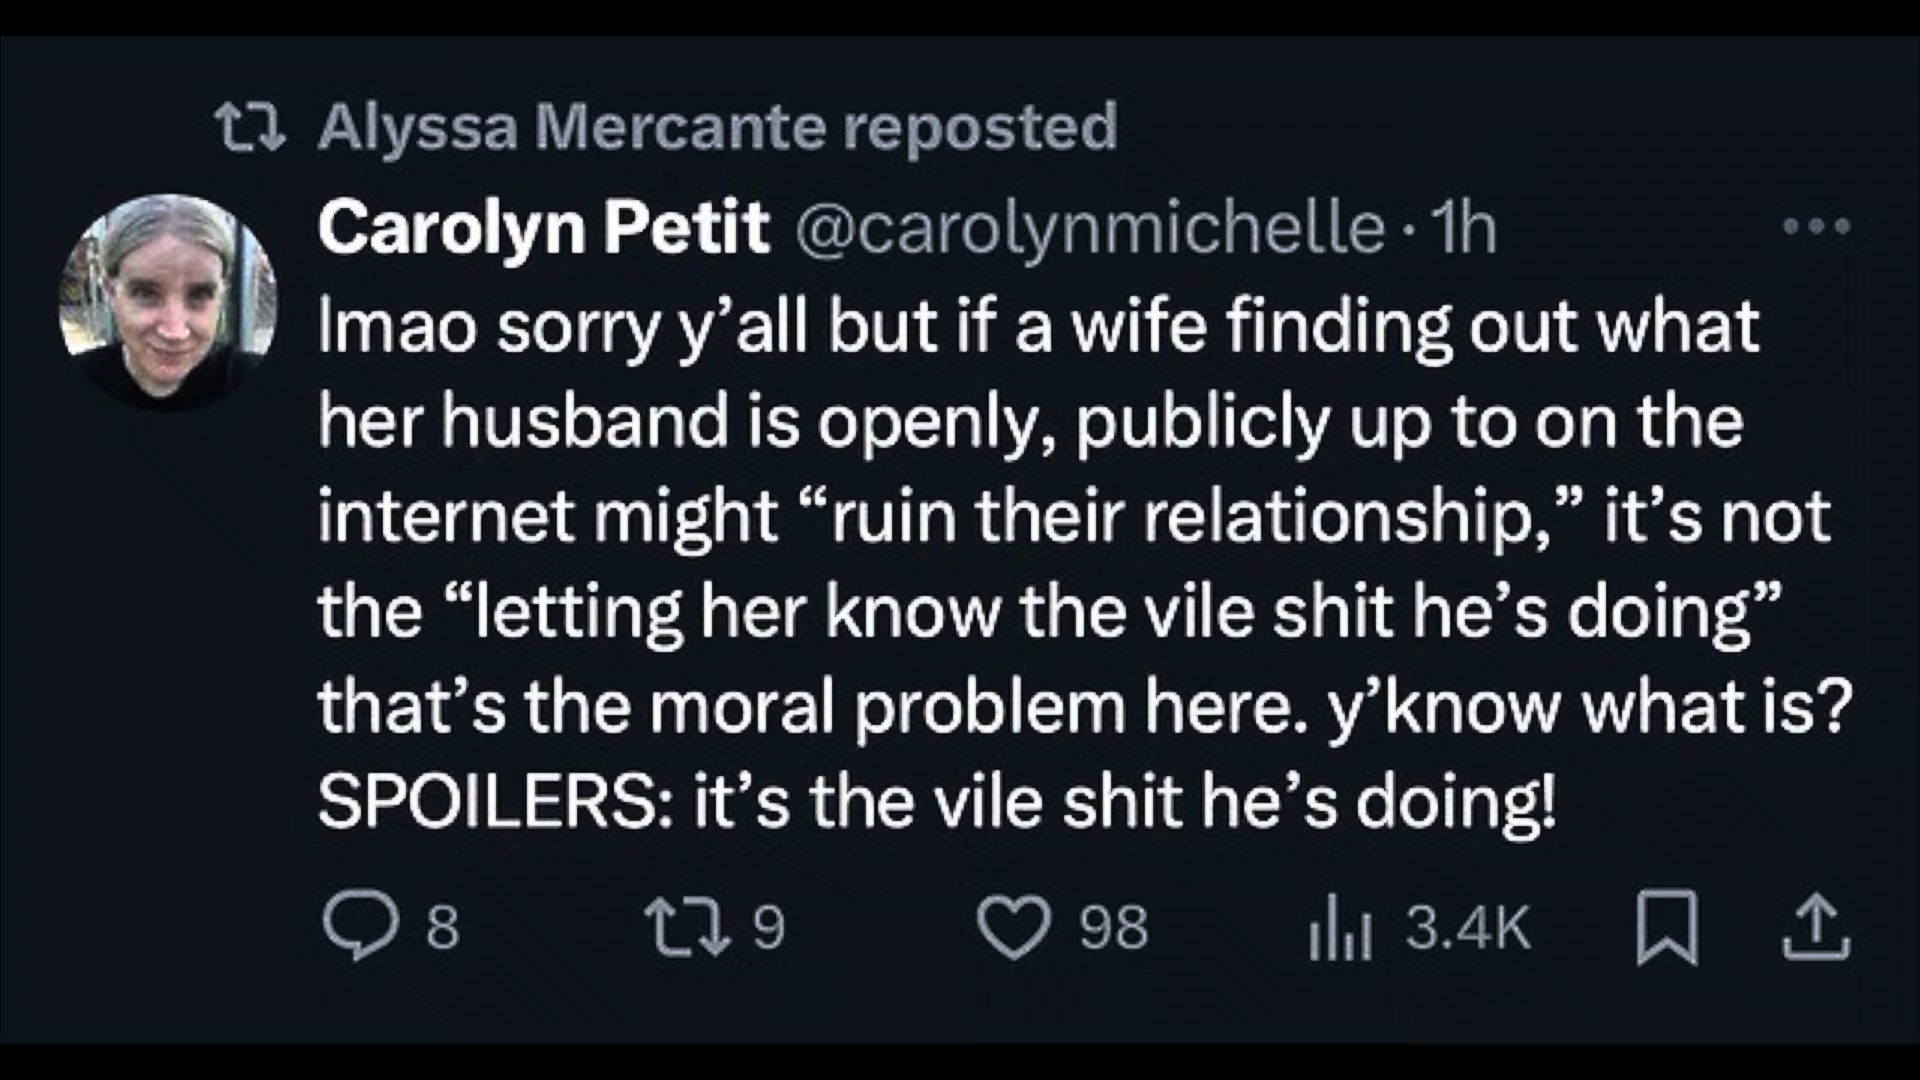 Alyssa Mercante reposted
Carolyn Petit @carolynmichelle · 1h
lmao sorry y’all but if a wife finding out what
her husband is openly, publicly up to on the
internet might “ruin their relationship,” it’s not
the “letting her know the vile shit he’s doing”
that’s the moral problem here. y’know what is?
SPOILERS: it’s the vile shit he’s doing!
8 9 98 3.4K